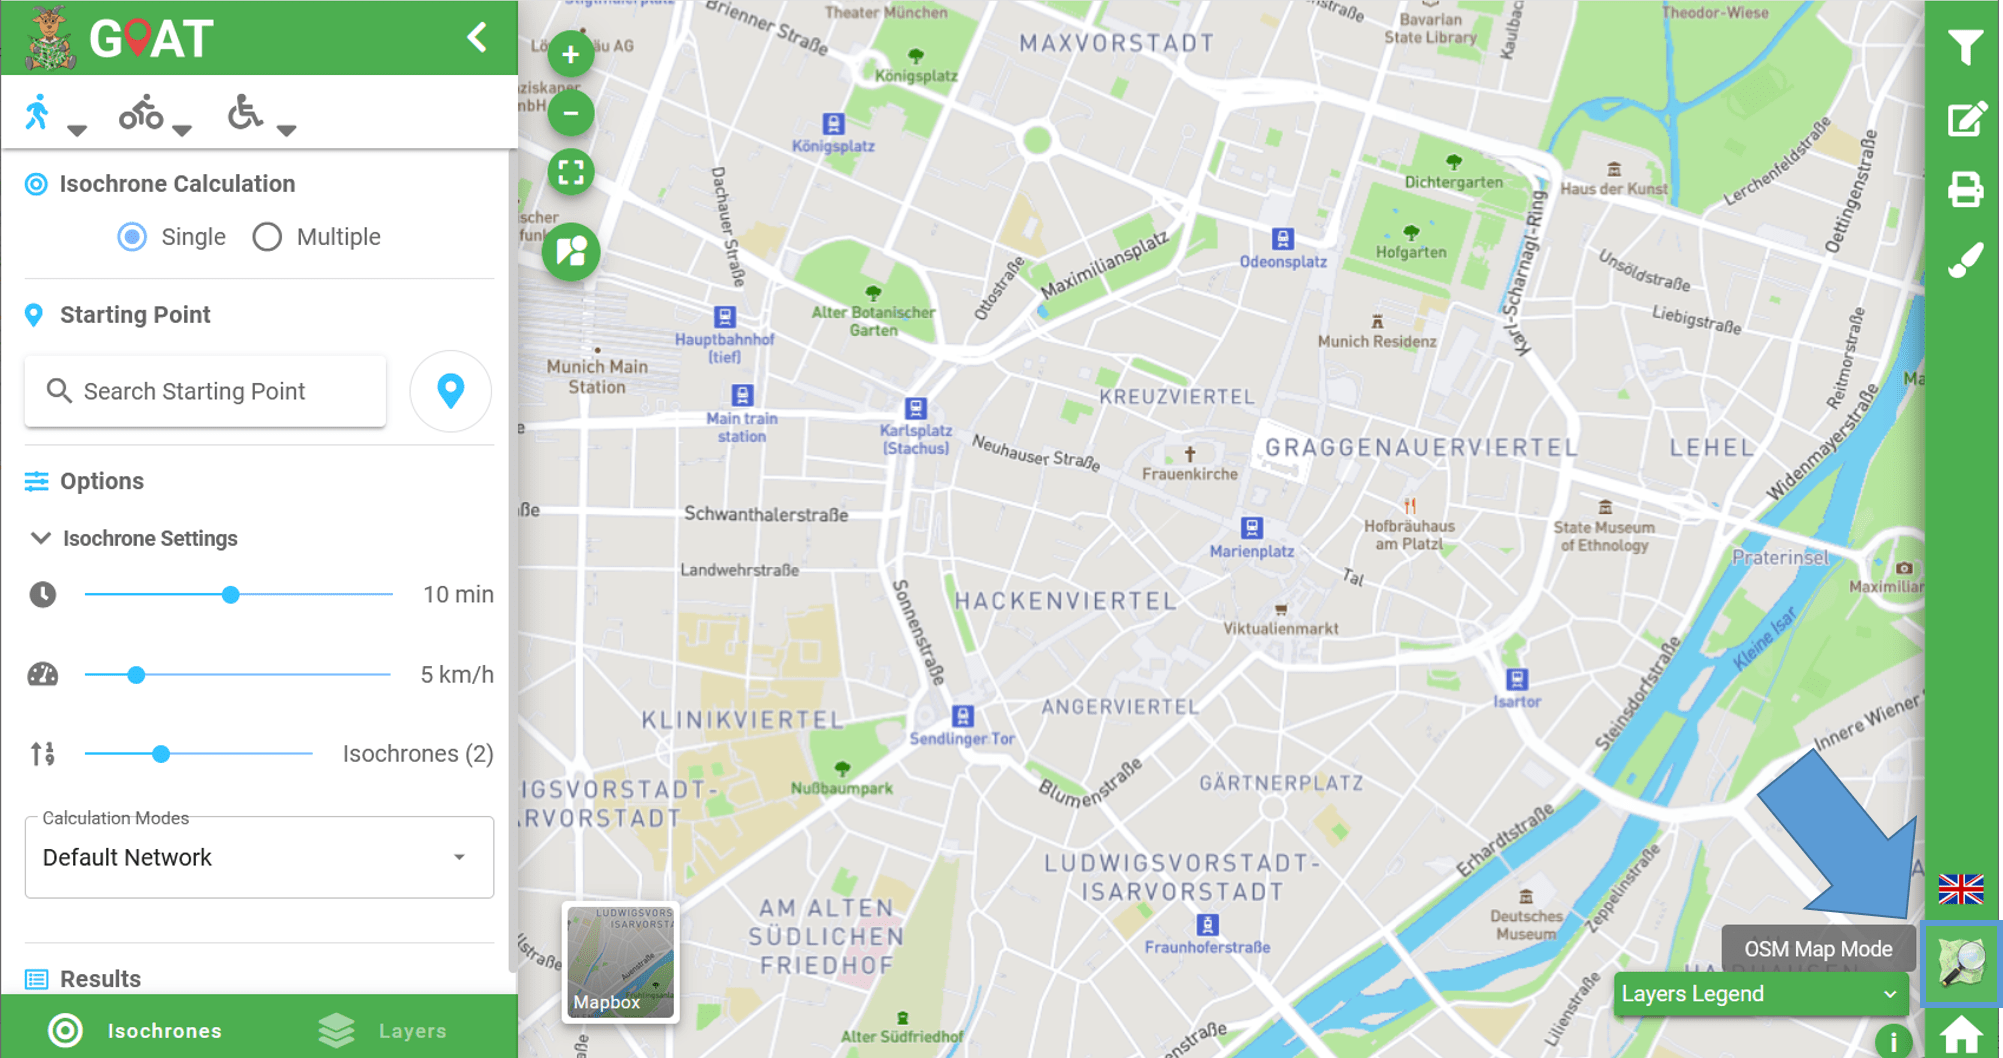 GOAT
Isochrone Calculation
Single
Multiple
Starting Point
Search Starting Point
Options
Isochrone Settings
10 min
5 km/h
Isochrones (2)
Calculation Modes
Default Network
Results
Isochrones
Layers
Brienner Straße
Theater München
MAXVORSTADT
Bavarian
State Library
Theodor-Wiese
Königsplatz
Königsplatz
Dachauer Straße
Dichtergarten
Haus der Kunst
Lerchenfeldstraße
Oettingenstraße
Karl-Scharnagl-Ring
Hofgarten
Odeonsplatz
Maximiliansplatz
Ottostraße
Unsöldstraße
Liebigstraße
Reitmorstraße
Widenmayerstraße
Alter Botanischer
Garten
Hauptbahnhof
(tief)
Munich Main
Station
Main train
station
Karlsplatz
(Stachus)
Munich Residenz
KREUZVIERTEL
Neuhauser Straße
Frauenkirche
GRAGGENAUERVIERTEL
LEHEL
Schwanthalerstraße
Landwehrstraße
Sonnenstraße
Marienplatz
Hofbräuhaus
am Platzl
State Museum
of Ethnology
Praterinsel
Maximilian
Tal
HACKENVIERTEL
Viktualienmarkt
Kleine Isar
Steinsdorfstraße
Isartor
Innere Wiener
KLINIKVIERTEL
Sendlinger Tor
ANGERVIERTEL
Nußbaumpark
Blumenstraße
GÄRTNERPLATZ
IGSVORSTADT-
ARVORSTADT
LUDWIGSVORSTADT-
ISARVORSTADT
Erhardtstraße
Zeppelinstraße
AM ALTEN
SÜDLICHEN
FRIEDHOF
Deutsches
Museum
Fraunhoferstraße
Alter Südfriedhof
Lilienstraße
LUDWIGSVORS
ISARVORSTA
Auenstraße
Frühlingsanla
Mapbox
OSM Map Mode
Layers Legend
i